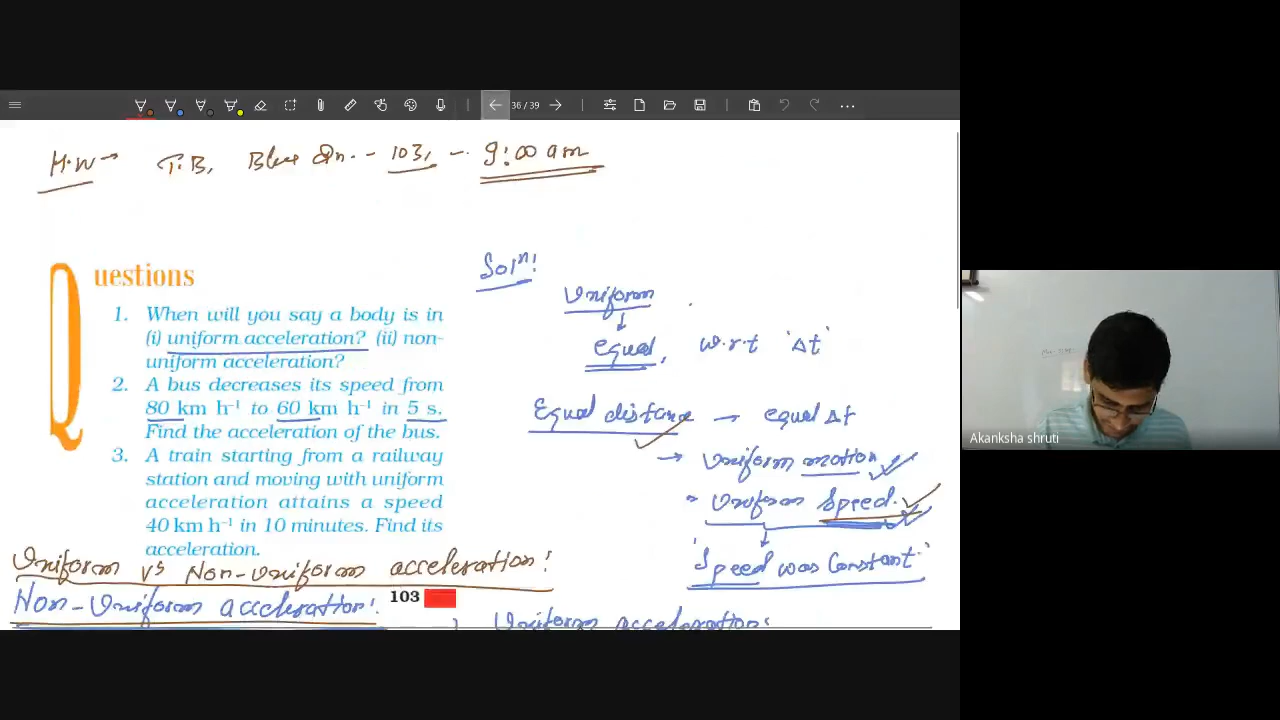 36 / 39
H.W → T.B, Blue Qn. - 103, - 9:00 am
Questions
1. When will you say a body is in
(i) uniform acceleration? (ii) non-
uniform acceleration?
2. A bus decreases its speed from
80 km h⁻¹ to 60 km h⁻¹ in 5 s.
Find the acceleration of the bus.
3. A train starting from a railway
station and moving with uniform
acceleration attains a speed
40 km h⁻¹ in 10 minutes. Find its
acceleration.
103
Solⁿ!
Uniform
↓
equal, w.r.t 'Δt'
Equal distance → equal Δt
→ Uniform motion
Uniform Speed.
'Speed was Constant'
Uniform vs Non-Uniform acceleration!
Non-Uniform acceleration!
Uniform acceleration:
Akanksha shruti